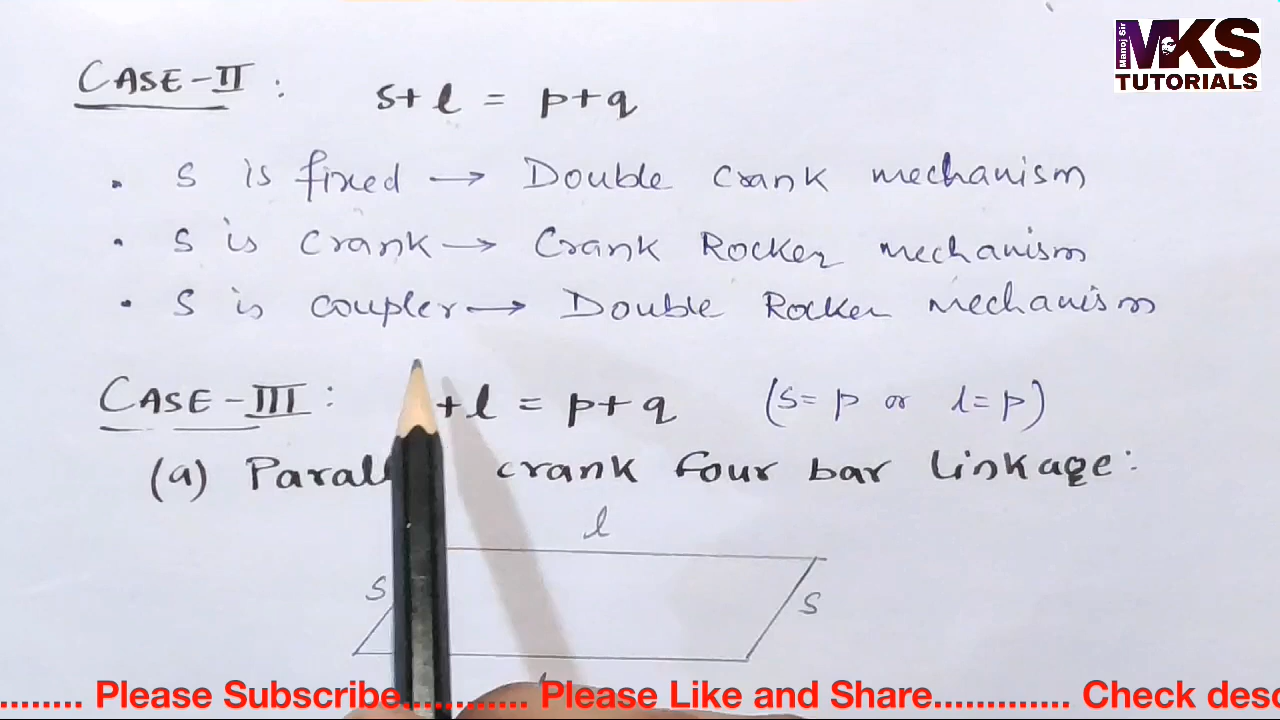 Manoj Sir
MKS
TUTORIALS
CASE-II : s+l = p+q
• S is fixed → Double crank mechanism
• S is crank → Crank Rocker mechanism
• S is coupler → Double Rocker mechanism
CASE-III : +l = p+q (s=p or l=p)
(a) Parall crank four bar linkage:
l
S
S
......... Please Subscribe............ Please Like and Share............. Check desc